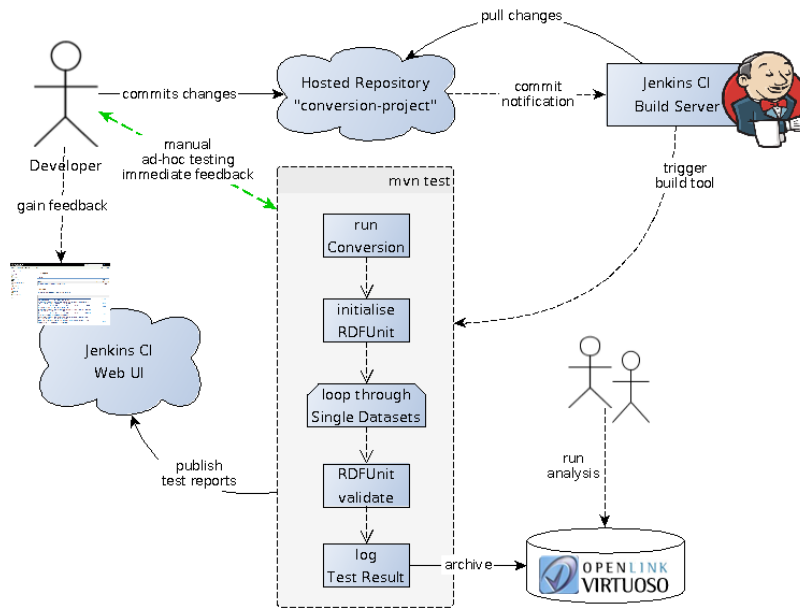 pull changes
commits changes
Hosted Repository
"conversion-project"
commit
notification
Jenkins CI
Build Server
Developer
manual
ad-hoc testing
immediate feedback
mvn test
trigger
build tool
gain feedback
run
Conversion
initialise
RDFUnit
Jenkins CI
Web UI
loop through
Single Datasets
publish
test reports
RDFUnit
validate
run
analysis
log
Test Result
archive
OPENLINK
VIRTUOSO